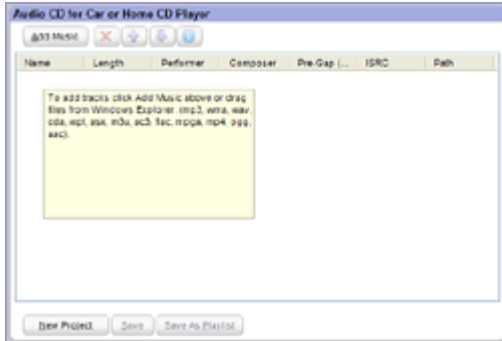 Audio CD for Car or Home CD Player
Add Music
Name Length Performer Composer Pre-Gap (... ISRC Path
To add tracks click Add Music above or drag
files from Windows Explorer. (mp3, wma, wav,
cda, wpl, asx, m3u, ac3, flac, mpga, mp4, ogg,
aac).
New Project Save Save As Playlist